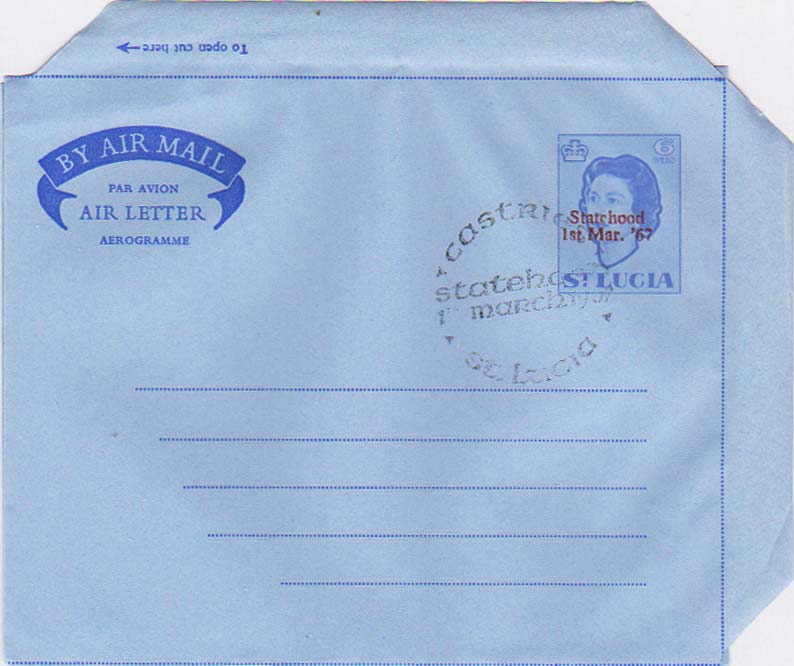 To open cut here
BY AIR MAIL
PAR AVION
AIR LETTER
AEROGRAMME
6
Statehood
1st Mar. '67
ST LUCIA
CASTRIES
Statehood
MARCH 1967
ST. LUCIA